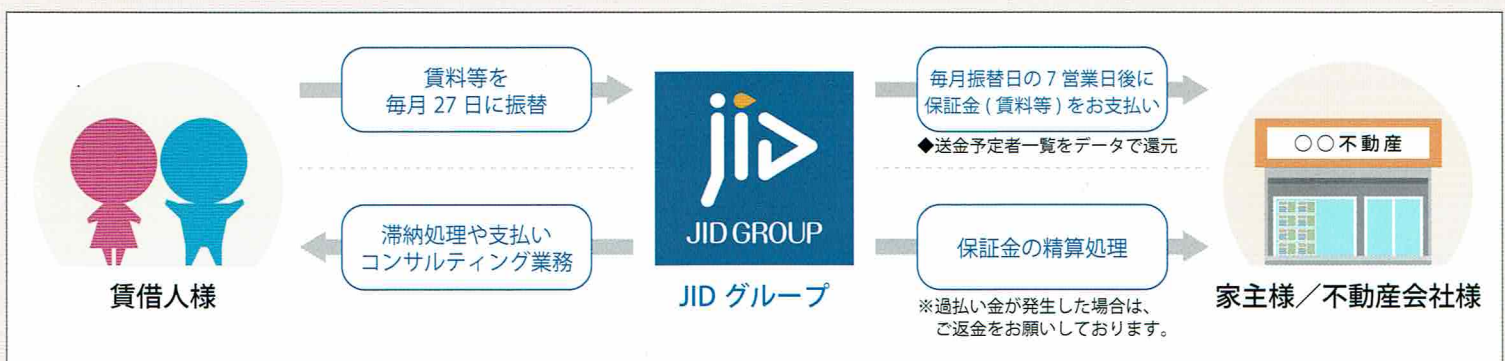 賃料等を
毎月 27 日に振替
毎月振替日の 7 営業日後に
保証金 ( 賃料等 ) をお支払い
◆送金予定者一覧をデータで還元
滞納処理や支払い
コンサルティング業務
保証金の精算処理
※過払い金が発生した場合は、
ご返金をお願いしております。
jid
JID GROUP
〇〇不動産
賃借人様
JID グループ
家主様／不動産会社様